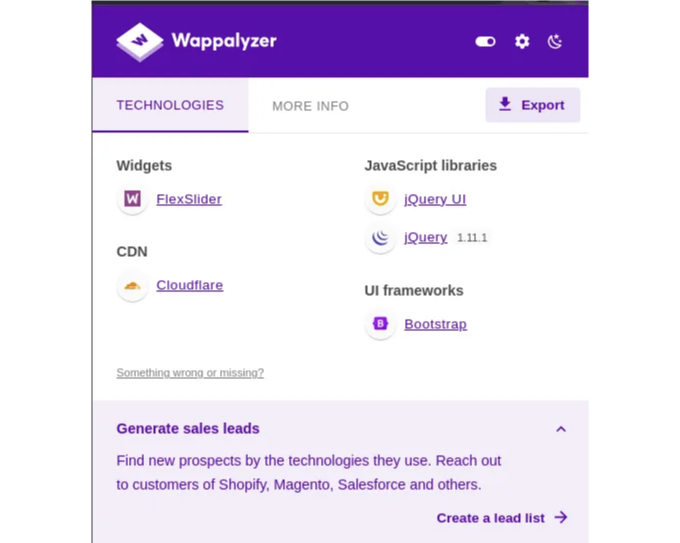 Wappalyzer
TECHNOLOGIES
MORE INFO
Export
Widgets
FlexSlider
CDN
Cloudflare
JavaScript libraries
jQuery UI
jQuery 1.11.1
UI frameworks
Bootstrap
Something wrong or missing?
Generate sales leads
Find new prospects by the technologies they use. Reach out
to customers of Shopify, Magento, Salesforce and others.
Create a lead list